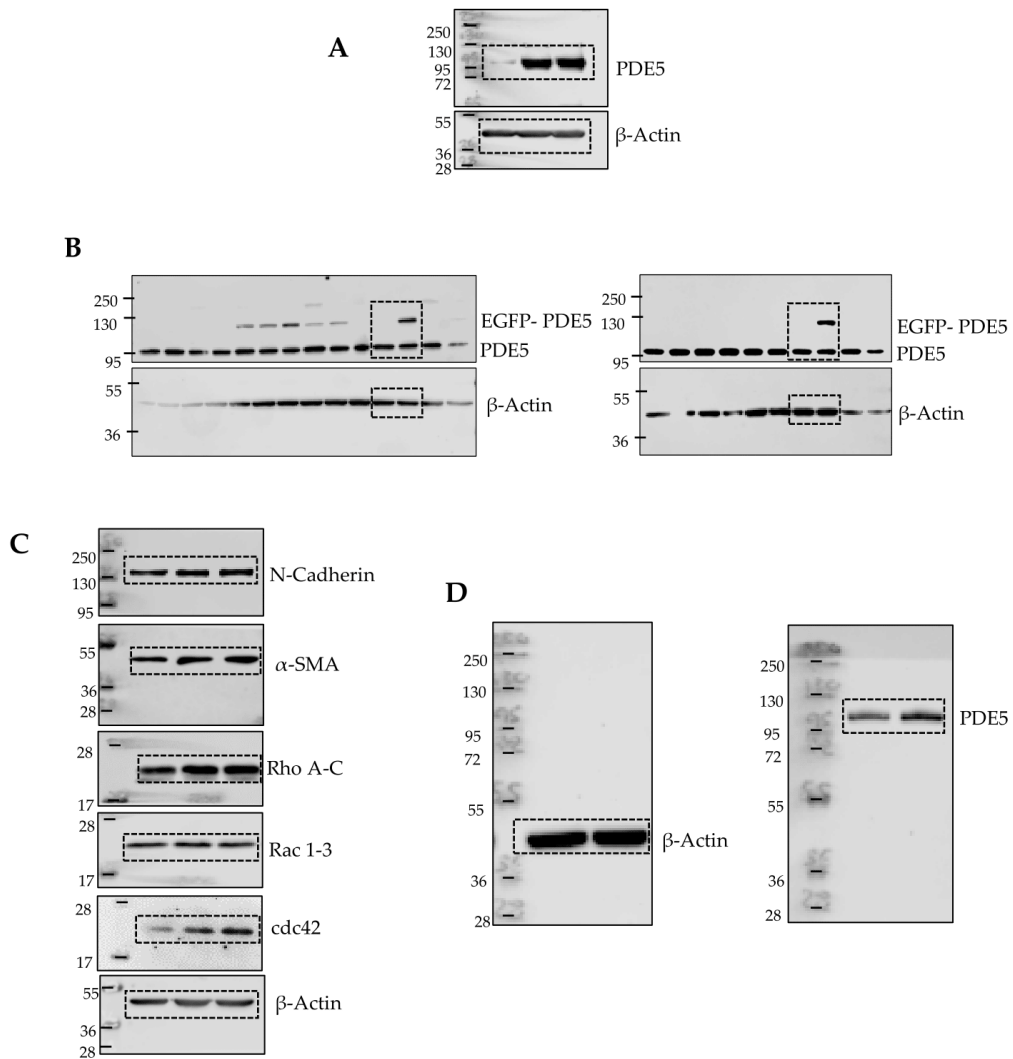 A
250
130
95
72
PDE5
55
36
28
β-Actin
B
250
130
95
EGFP- PDE5
PDE5
55
36
β-Actin
250
130
95
EGFP- PDE5
PDE5
55
36
β-Actin
C
250
130
95
N-Cadherin
55
36
28
α-SMA
28
17
Rho A-C
28
17
Rac 1-3
28
17
cdc42
55
36
28
β-Actin
D
250
130
95
72
55
36
28
β-Actin
250
130
95
72
55
36
28
PDE5